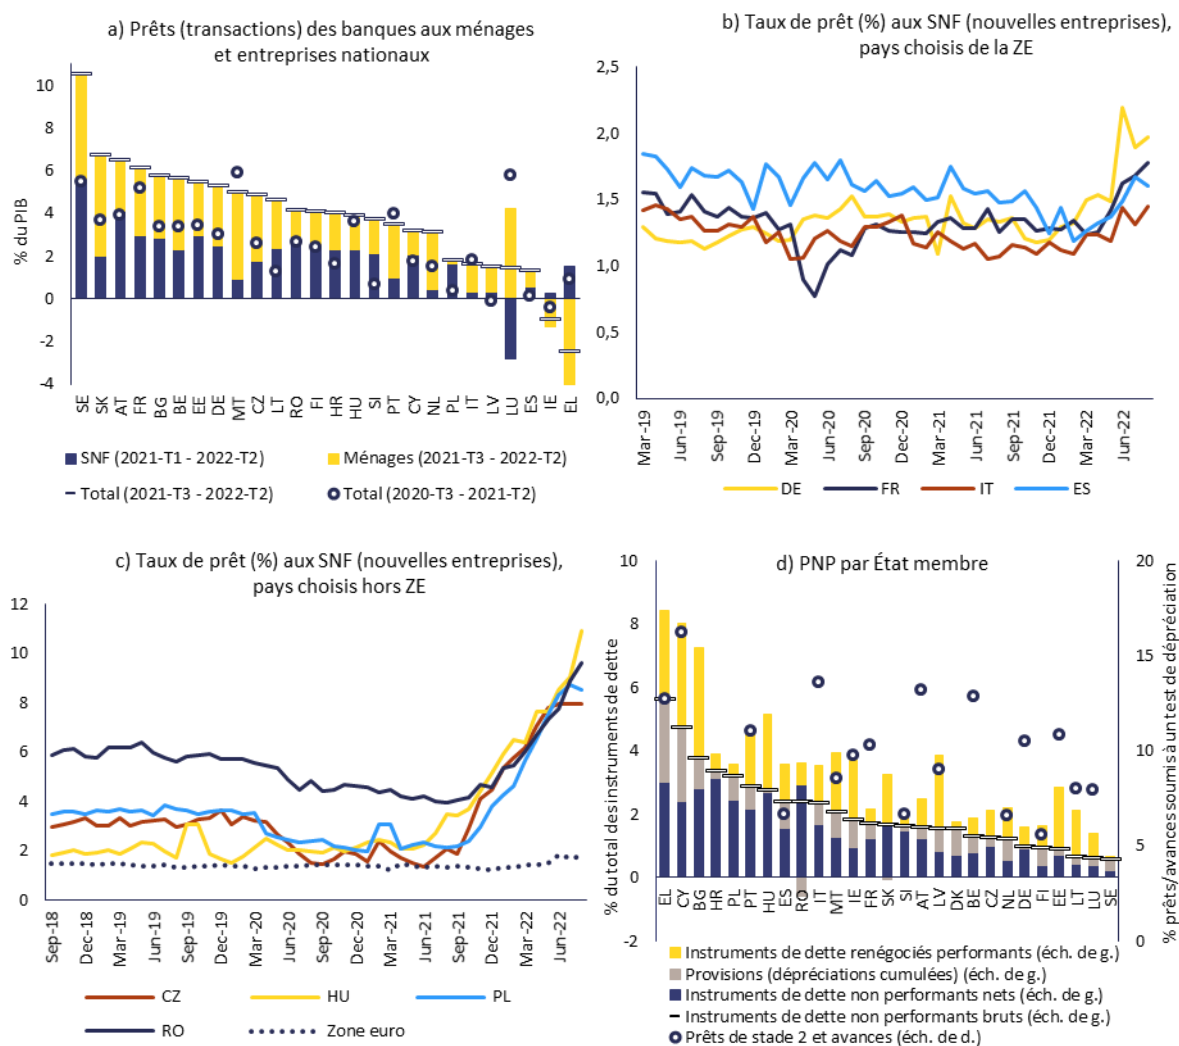 a) Prêts (transactions) des banques aux ménages
et entreprises nationaux
% du PIB
10
8
6
4
2
0
-2
-4
SE SK AT FR BG BE EE DE MT CZ LT RO FI HR HU SI PT CY NL PL IT LV LU ES IE EL
SNF (2021-T1 - 2022-T2) Ménages (2021-T3 - 2022-T2)
Total (2021-T3 - 2022-T2) Total (2020-T3 - 2021-T2)
b) Taux de prêt (%) aux SNF (nouvelles entreprises),
pays choisis de la ZE
2,5
2,0
1,5
1,0
0,5
0,0
Mar-19 Jun-19 Sep-19 Dec-19 Mar-20 Jun-20 Sep-20 Dec-20 Mar-21 Jun-21 Sep-21 Dec-21 Mar-22 Jun-22
DE FR IT ES
c) Taux de prêt (%) aux SNF (nouvelles entreprises),
pays choisis hors ZE
12
10
8
6
4
2
0
Sep-18 Dec-18 Mar-19 Jun-19 Sep-19 Dec-19 Mar-20 Jun-20 Sep-20 Dec-20 Mar-21 Jun-21 Sep-21 Dec-21 Mar-22 Jun-22
CZ HU PL
RO Zone euro
d) PNP par État membre
% du total des instruments de dette
10
8
6
4
2
0
-2
% prêts/avances soumis à un test de dépréciation
20
15
10
5
0
EL CY BG HR PL PT HU ES RO IT MT IE FR SK SI AT LV DK BE CZ NL DE FI EE LT LU SE
Instruments de dette renégociés performants (éch. de g.)
Provisions (dépréciations cumulées) (éch. de g.)
Instruments de dette non performants nets (éch. de g.)
Instruments de dette non performants bruts (éch. de g.)
Prêts de stade 2 et avances (éch. de d.)